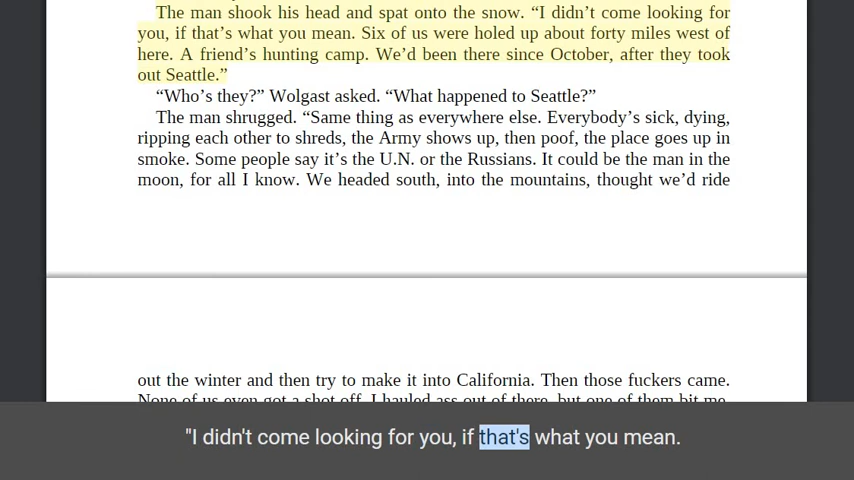 The man shook his head and spat onto the snow. “I didn’t come looking for
you, if that’s what you mean. Six of us were holed up about forty miles west of
here. A friend’s hunting camp. We’d been there since October, after they took
out Seattle.”
“Who’s they?” Wolgast asked. “What happened to Seattle?”
The man shrugged. “Same thing as everywhere else. Everybody’s sick, dying,
ripping each other to shreds, the Army shows up, then poof, the place goes up in
smoke. Some people say it’s the U.N. or the Russians. It could be the man in the
moon, for all I know. We headed south, into the mountains, thought we’d ride
out the winter and then try to make it into California. Then those fuckers came.
None of us even got a shot off. I hauled ass out of there, but one of them bit me
"I didn't come looking for you, if that's what you mean.